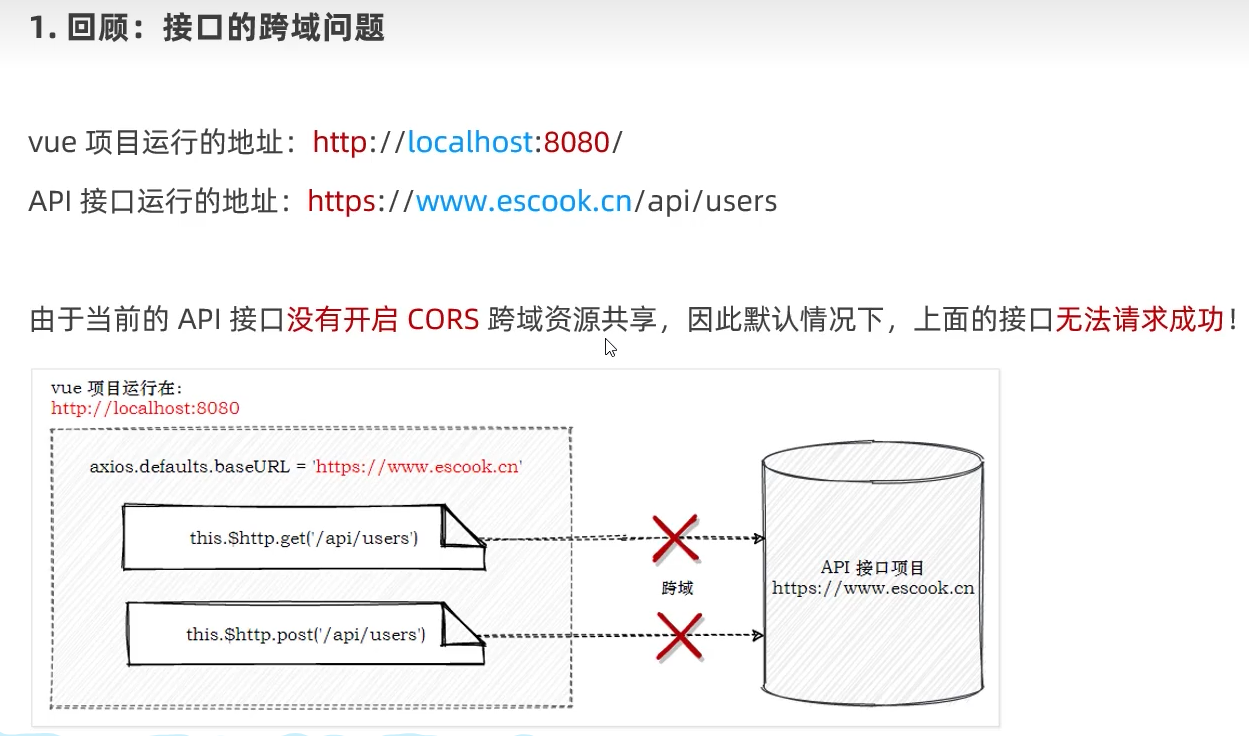 1. 回顾：接口的跨域问题
vue 项目运行的地址：http://localhost:8080/
API 接口运行的地址：https://www.escook.cn/api/users
由于当前的 API 接口没有开启 CORS 跨域资源共享，因此默认情况下，上面的接口无法请求成功！
vue 项目运行在：
http://localhost:8080
axios.defaults.baseURL = 'https://www.escook.cn'
this.$http.get('/api/users')
跨域
this.$http.post('/api/users')
API 接口项目
https://www.escook.cn